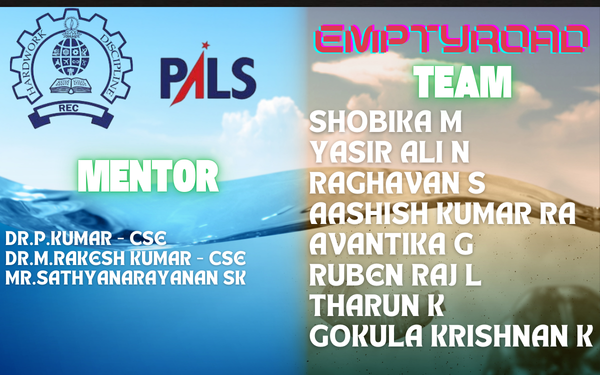 HARDWORK
DISCIPLINE
REC
PALS
MENTOR
DR.P.KUMAR - CSE
DR.M.RAKESH KUMAR - CSE
MR.SATHYANARAYANAN SK
EMPTYROAD
TEAM
SHOBIKA M
YASIR ALI N
RAGHAVAN S
AASHISH KUMAR RA
AVANTIKA G
RUBEN RAJ L
THARUN K
GOKULA KRISHNAN K